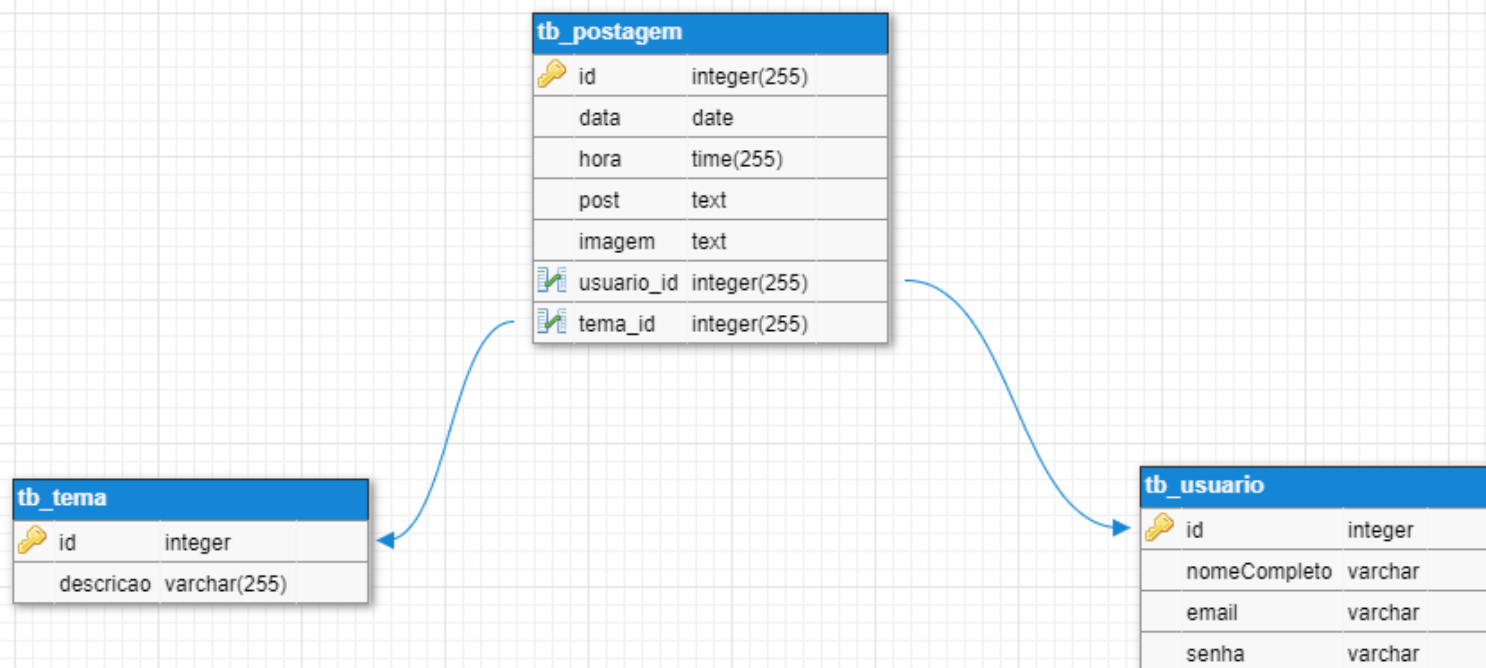 tb_postagem
id integer(255)
data date
hora time(255)
post text
imagem text
usuario_id integer(255)
tema_id integer(255)
tb_tema
id integer
descricao varchar(255)
tb_usuario
id integer
nomeCompleto varchar
email varchar
senha varchar